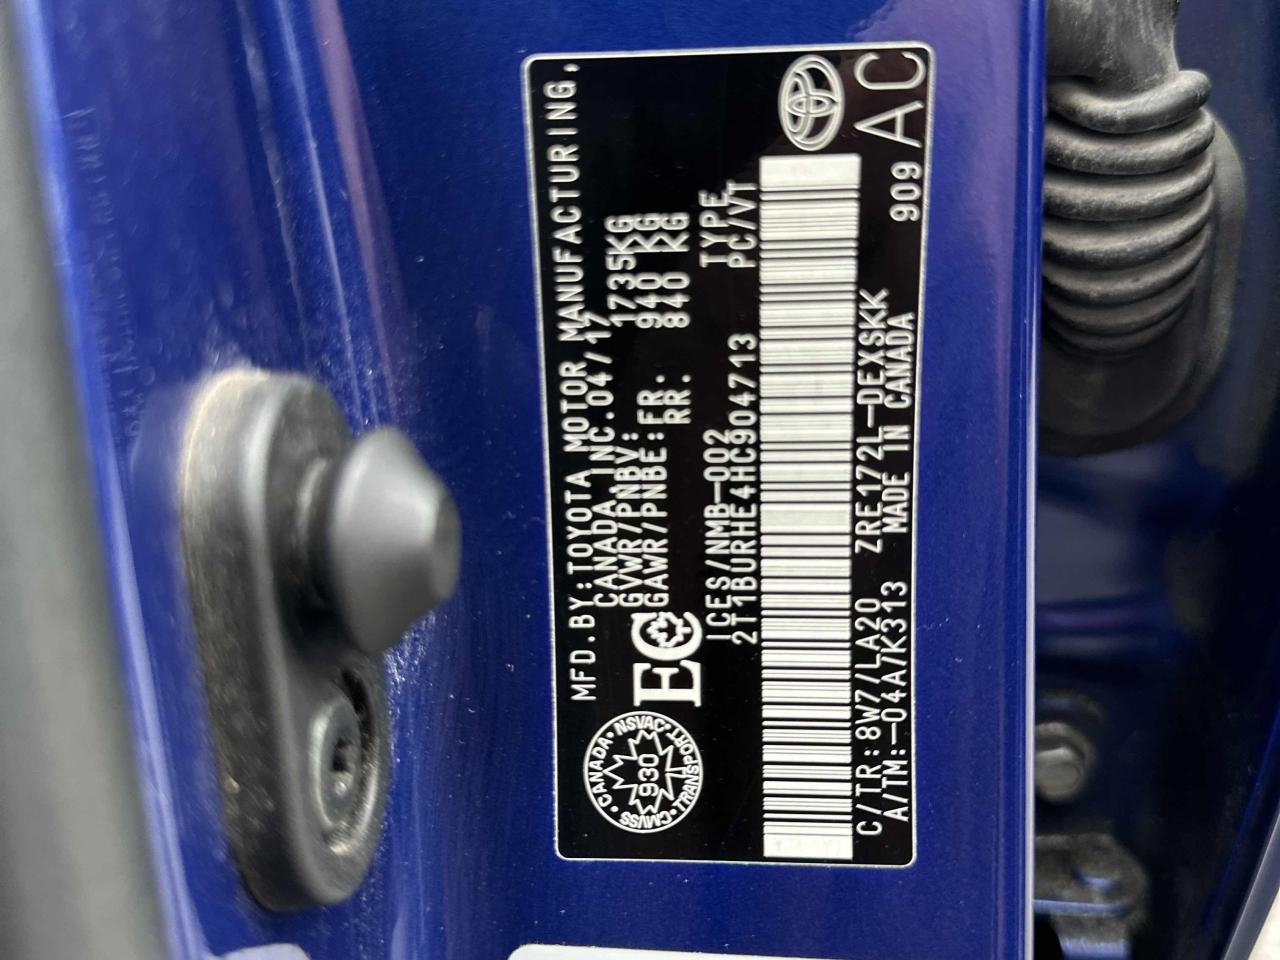 MFD.BY:TOYOTA MOTOR MANUFACTURING,
CANADA INC.04/17
GVWR/PNBV: 1735KG
GAWR/PNBE:FR. 940 KG
RR. 840 KG
ICES/NMB-002 TYPE
2T1BURHE4HC904713 PC/VT
CANADA • NSVAC • TRANSPORT • CMVSS
930
C/TR:8W7/LA20 ZRE172L-DEXSKK
A/TM:-04A/K313 MADE IN CANADA 909 AC